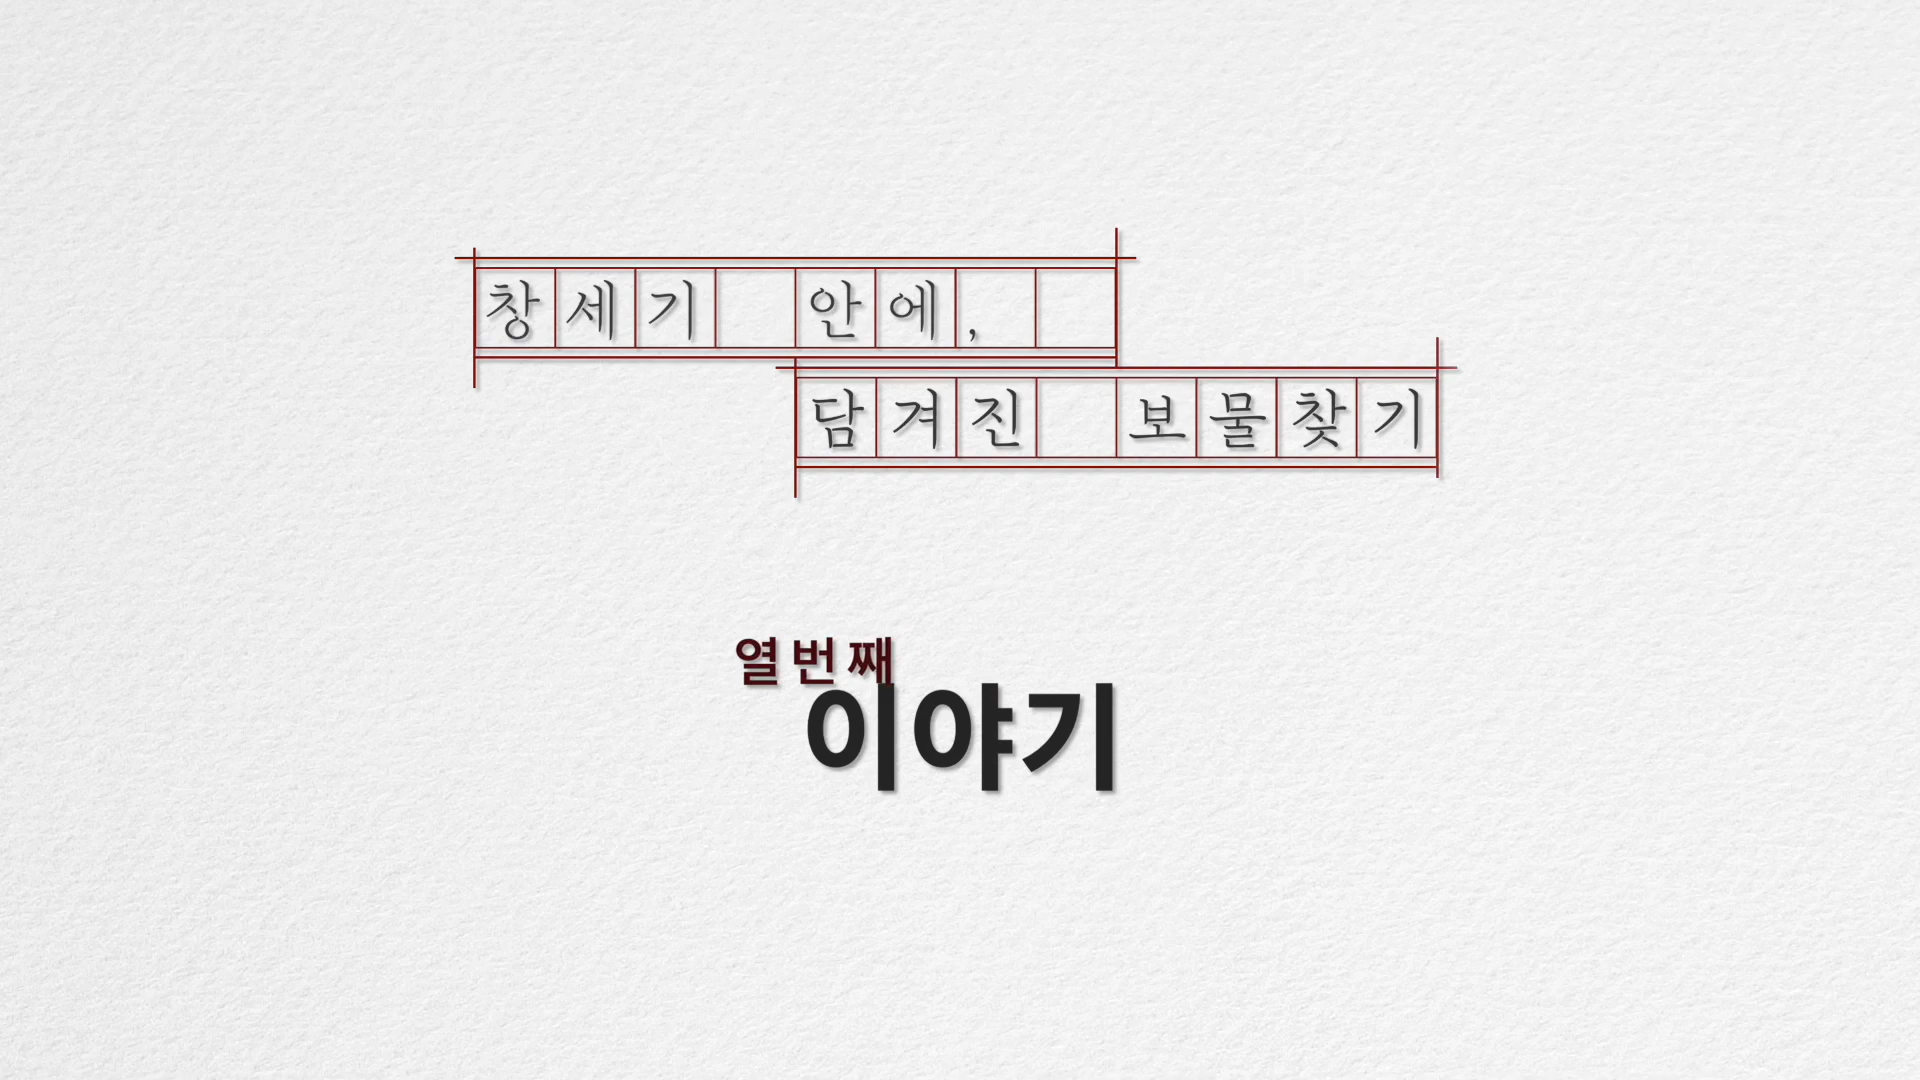 창세기 안에,
담겨진 보물찾기
열번째
이야기